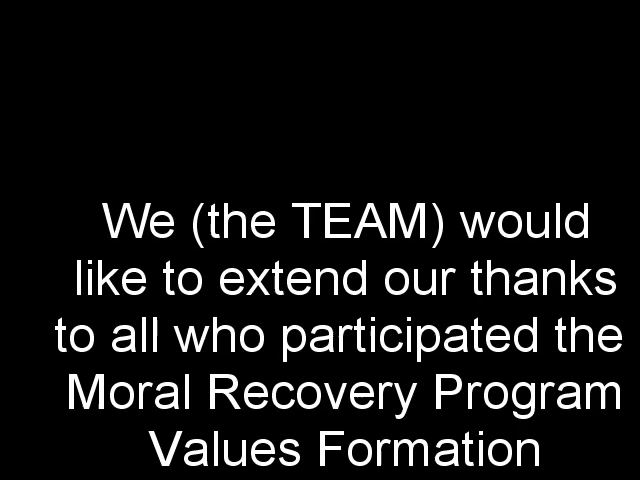 We (the TEAM) would
like to extend our thanks
to all who participated the
Moral Recovery Program
Values Formation